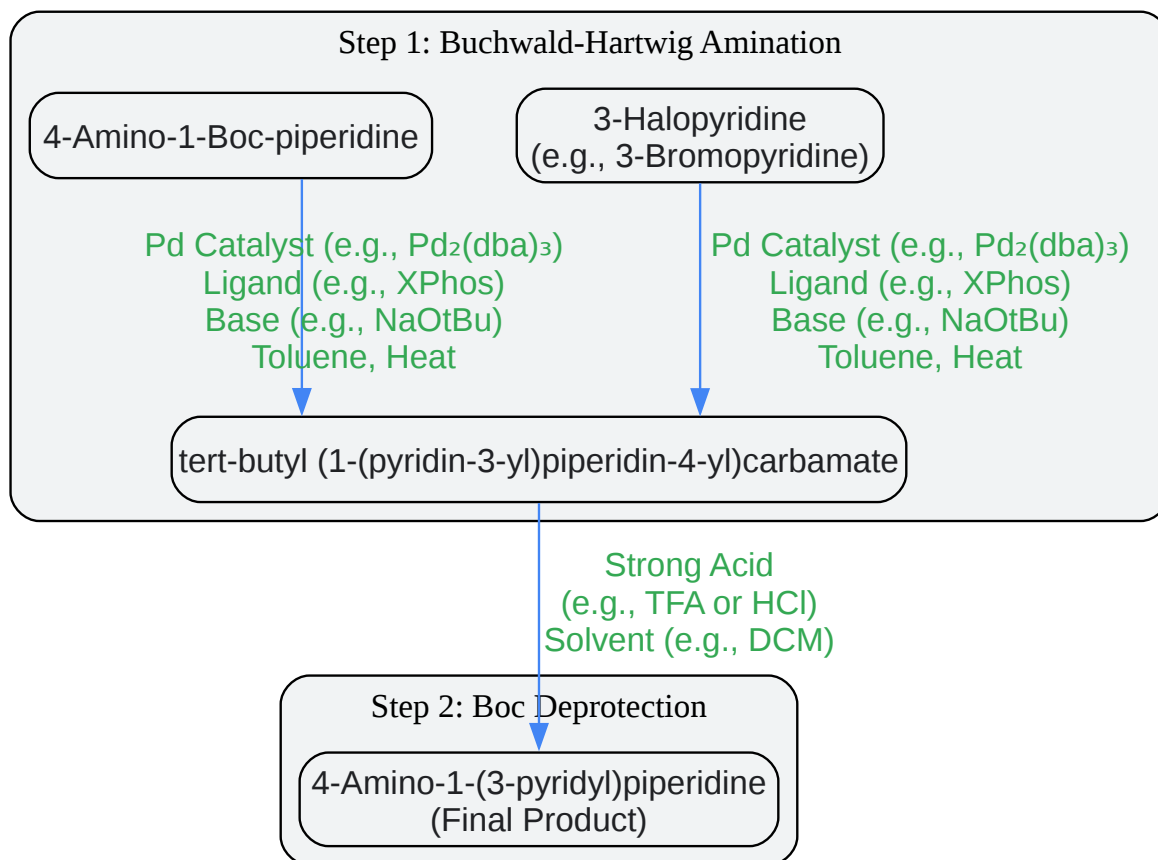 Step 1: Buchwald-Hartwig Amination
4-Amino-1-Boc-piperidine
3-Halopyridine
(e.g., 3-Bromopyridine)
Pd Catalyst (e.g., Pd₂(dba)₃)
Ligand (e.g., XPhos)
Base (e.g., NaOtBu)
Toluene, Heat
Pd Catalyst (e.g., Pd₂(dba)₃)
Ligand (e.g., XPhos)
Base (e.g., NaOtBu)
Toluene, Heat
tert-butyl (1-(pyridin-3-yl)piperidin-4-yl)carbamate
Strong Acid
(e.g., TFA or HCl)
Solvent (e.g., DCM)
Step 2: Boc Deprotection
4-Amino-1-(3-pyridyl)piperidine
(Final Product)